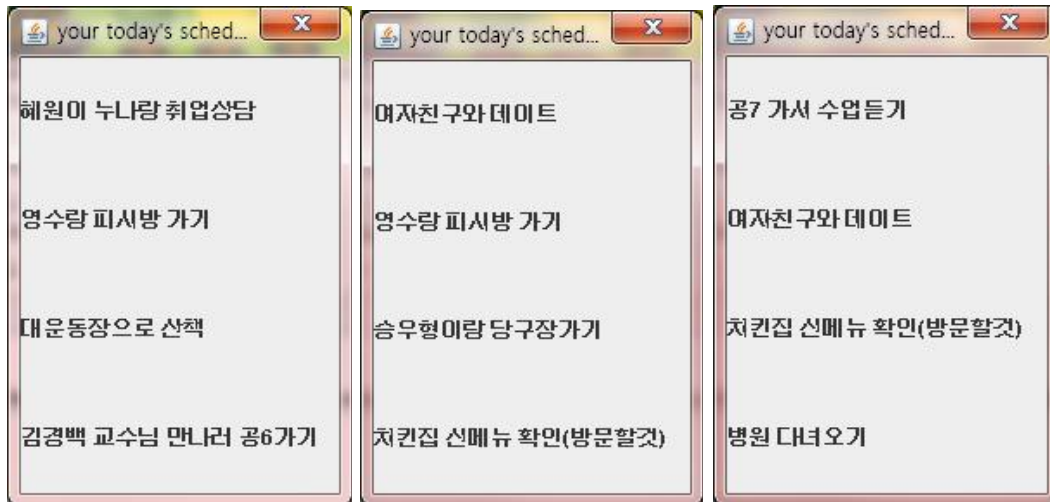 your today's sched...
혜원이 누나랑 취업상담
영수랑 피시방 가기
대운동장으로 산책
김경백 교수님 만나러 공6가기
your today's sched...
여자친구와 데이트
영수랑 피시방 가기
승우형이랑 당구장가기
치킨집 신메뉴 확인(방문할것)
your today's sched...
공7 가서 수업듣기
여자친구와 데이트
치킨집 신메뉴 확인(방문할것)
병원 다녀오기